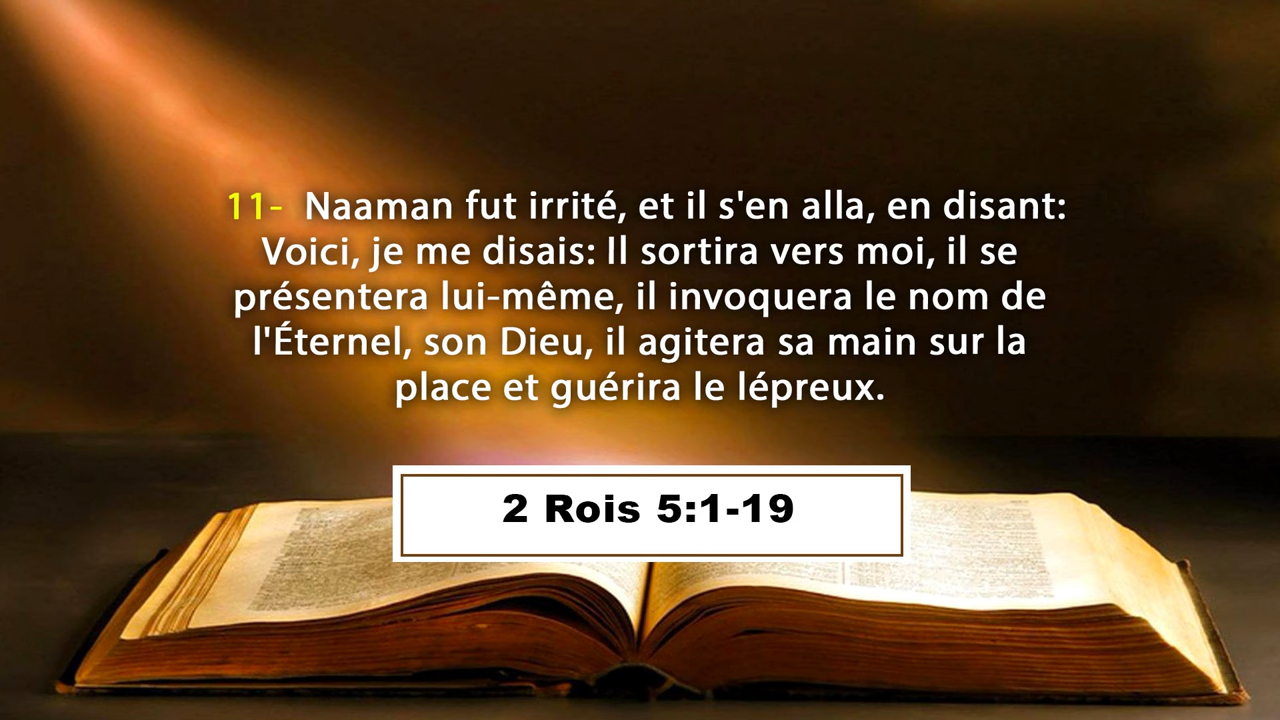 11- Naaman fut irrité, et il s'en alla, en disant:
Voici, je me disais: Il sortira vers moi, il se
présentera lui-même, il invoquera le nom de
l'Éternel, son Dieu, il agitera sa main sur la
place et guérira le lépreux.
2 Rois 5:1-19